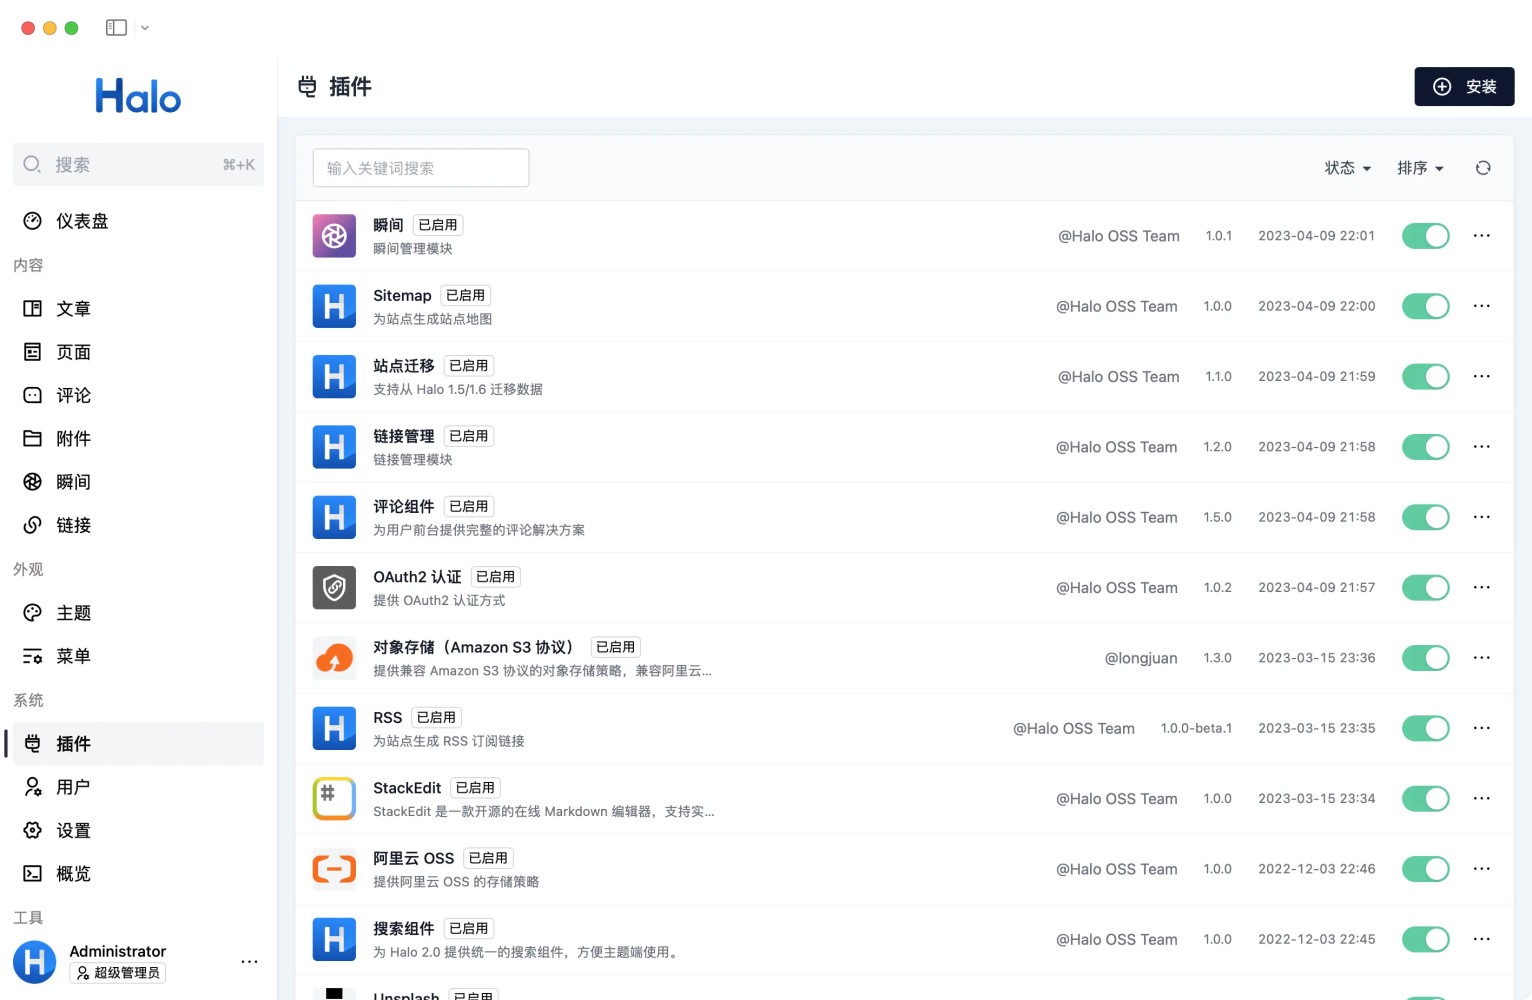 Halo
搜索 ⌘+K
仪表盘
内容
文章
页面
评论
附件
瞬间
链接
外观
主题
菜单
系统
插件
用户
设置
概览
工具
Administrator
超级管理员
插件
安装
输入关键词搜索
状态 排序
瞬间 已启用
瞬间管理模块
@Halo OSS Team 1.0.1 2023-04-09 22:01
Sitemap 已启用
为站点生成站点地图
@Halo OSS Team 1.0.0 2023-04-09 22:00
站点迁移 已启用
支持从 Halo 1.5/1.6 迁移数据
@Halo OSS Team 1.1.0 2023-04-09 21:59
链接管理 已启用
链接管理模块
@Halo OSS Team 1.2.0 2023-04-09 21:58
评论组件 已启用
为用户前台提供完整的评论解决方案
@Halo OSS Team 1.5.0 2023-04-09 21:58
OAuth2 认证 已启用
提供 OAuth2 认证方式
@Halo OSS Team 1.0.2 2023-04-09 21:57
对象存储（Amazon S3 协议） 已启用
提供兼容 Amazon S3 协议的对象存储策略，兼容阿里云...
@longjuan 1.3.0 2023-03-15 23:36
RSS 已启用
为站点生成 RSS 订阅链接
@Halo OSS Team 1.0.0-beta.1 2023-03-15 23:35
StackEdit 已启用
StackEdit 是一款开源的在线 Markdown 编辑器，支持实...
@Halo OSS Team 1.0.0 2023-03-15 23:34
阿里云 OSS 已启用
提供阿里云 OSS 的存储策略
@Halo OSS Team 1.0.0 2022-12-03 22:46
搜索组件 已启用
为 Halo 2.0 提供统一的搜索组件，方便主题端使用。
@Halo OSS Team 1.0.0 2022-12-03 22:45
Unsplash 已启用